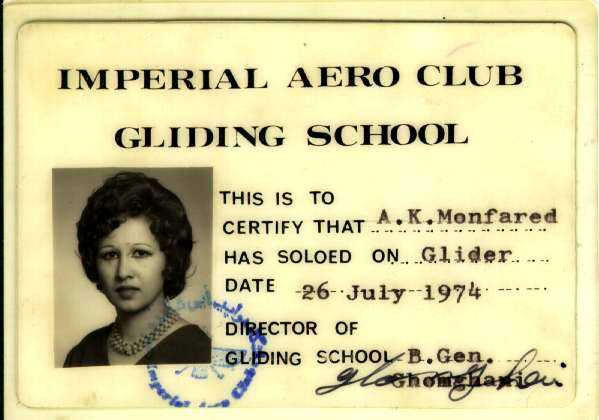 IMPERIAL AERO CLUB
GLIDING SCHOOL
THIS IS TO
CERTIFY THAT A.K.Monfared
HAS SOLOED ON Glider
DATE 26 July 1974
DIRECTOR OF
GLIDING SCHOOL B.Gen.
Ghomghami